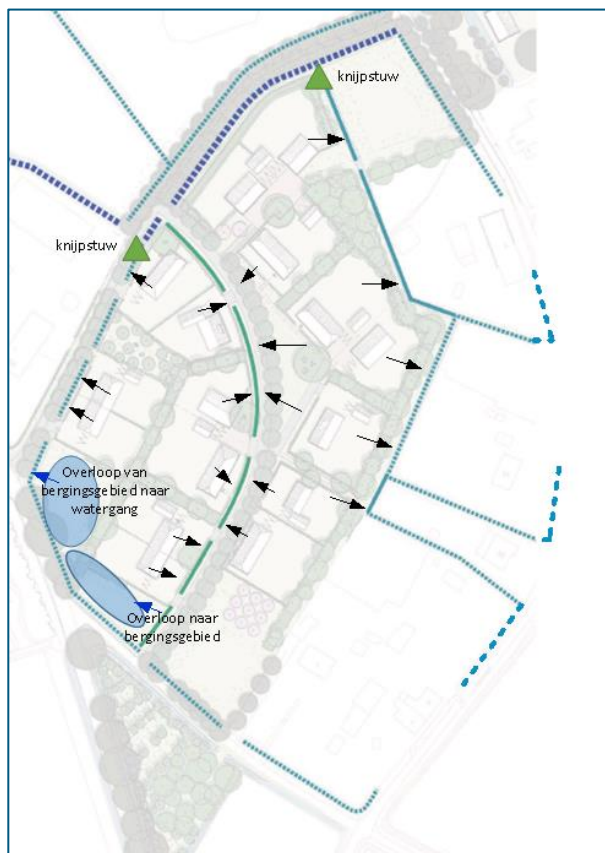 knijpstuw
knijpstuw
Overloop van
bergingsgebied naar
watergang
Overloop naar
bergingsgebied